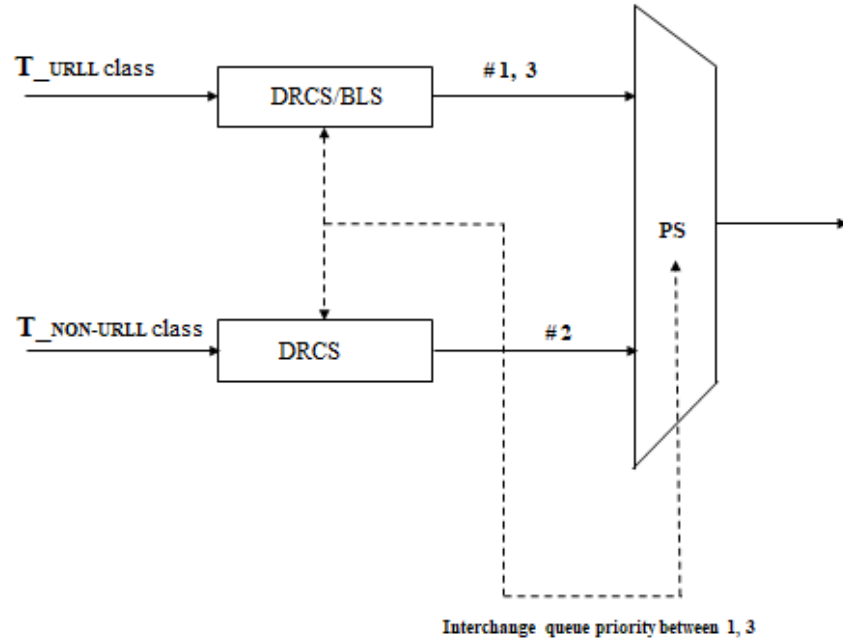 T_URLL class
DRCS/BLS
#1, 3
PS
T_NON-URLL class
DRCS
#2
Interchange queue priority between 1, 3